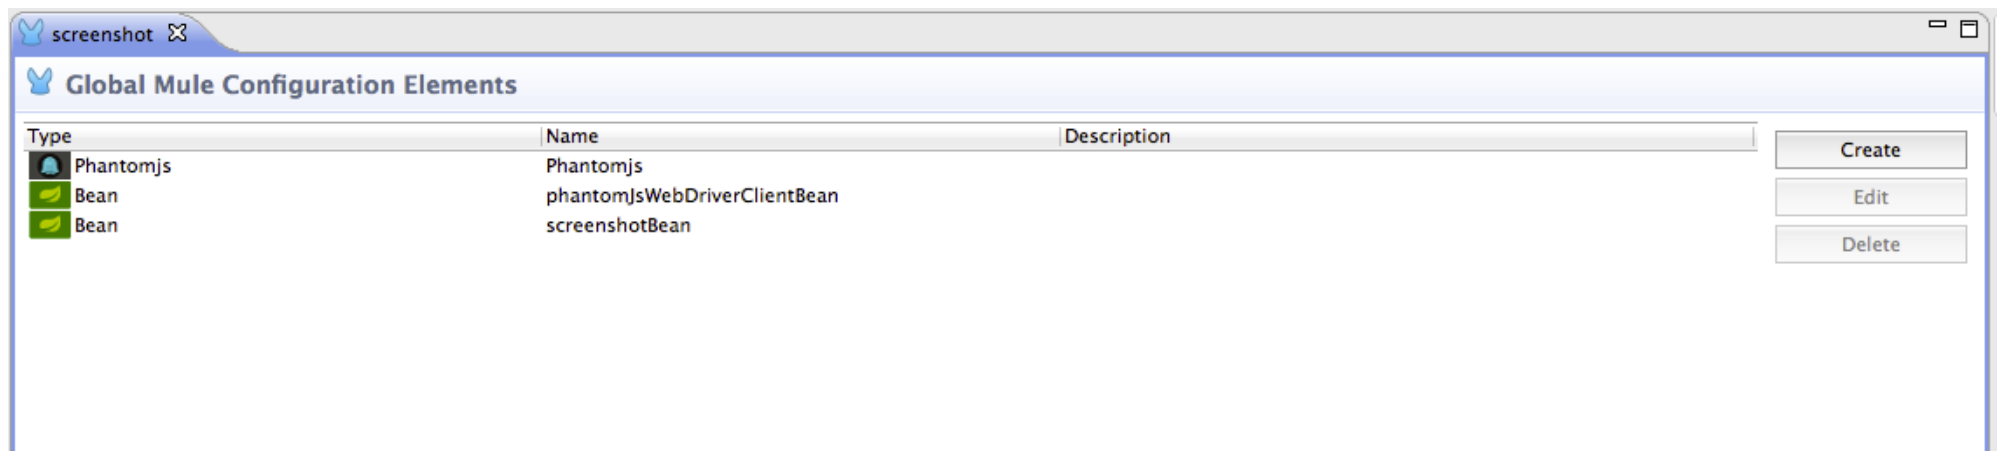 screenshot
Global Mule Configuration Elements
Type Name Description
Phantomjs Phantomjs
Bean phantomJsWebDriverClientBean
Bean screenshotBean
Create
Edit
Delete